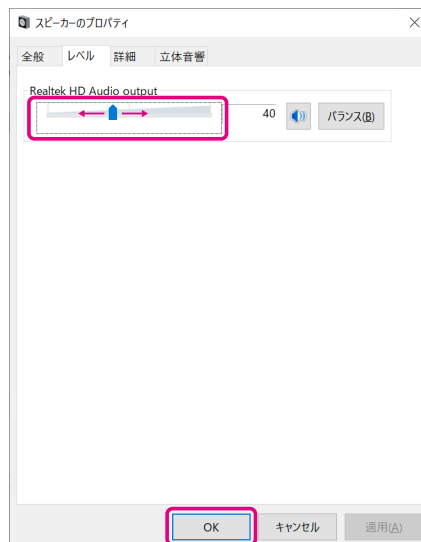 スピーカーのプロパティ
全般 レベル 詳細 立体音響
Realtek HD Audio output
40 バランス(B)
OK キャンセル 適用(A)